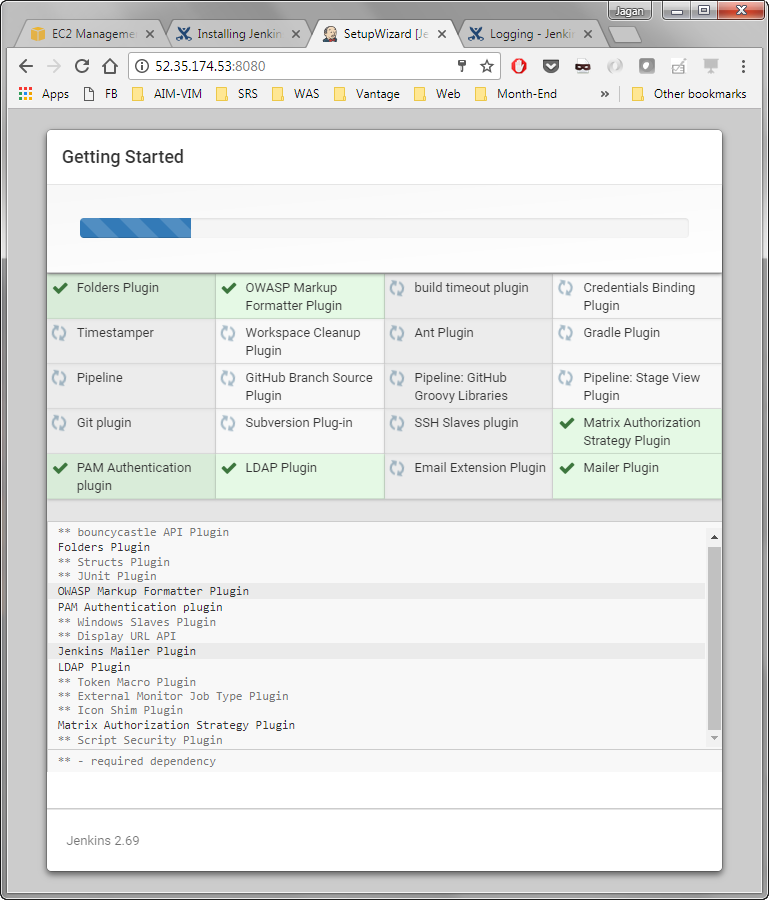 Jagan
EC2 Manageme
Installing Jenkin
SetupWizard [Je
Logging - Jenki
52.35.174.53:8080
Apps
FB
AIM-VIM
SRS
WAS
Vantage
Web
Month-End
»
Other bookmarks
Getting Started
Folders Plugin
OWASP Markup
Formatter Plugin
build timeout plugin
Credentials Binding
Plugin
Timestamper
Workspace Cleanup
Plugin
Ant Plugin
Gradle Plugin
Pipeline
GitHub Branch Source
Plugin
Pipeline: GitHub
Groovy Libraries
Pipeline: Stage View
Plugin
Git plugin
Subversion Plug-in
SSH Slaves plugin
Matrix Authorization
Strategy Plugin
PAM Authentication
plugin
LDAP Plugin
Email Extension Plugin
Mailer Plugin
** bouncycastle API Plugin
Folders Plugin
** Structs Plugin
** JUnit Plugin
OWASP Markup Formatter Plugin
PAM Authentication plugin
** Windows Slaves Plugin
** Display URL API
Jenkins Mailer Plugin
LDAP Plugin
** Token Macro Plugin
** External Monitor Job Type Plugin
** Icon Shim Plugin
Matrix Authorization Strategy Plugin
** Script Security Plugin
** - required dependency
Jenkins 2.69